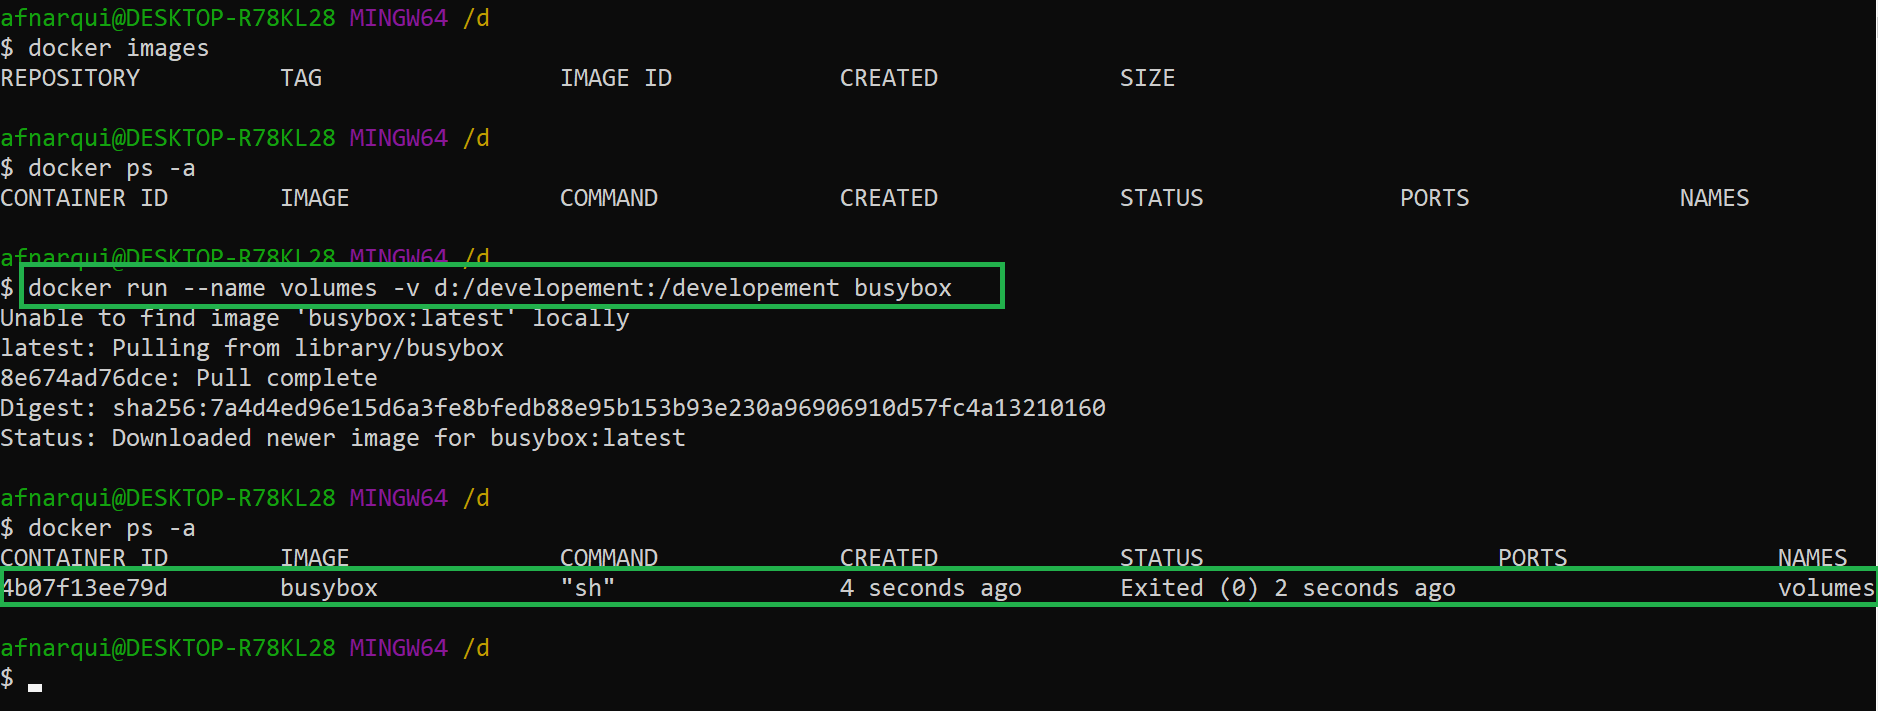 afnarqui@DESKTOP-R78KL28 MINGW64 /d
$ docker images
REPOSITORY TAG IMAGE ID CREATED SIZE
afnarqui@DESKTOP-R78KL28 MINGW64 /d
$ docker ps -a
CONTAINER ID IMAGE COMMAND CREATED STATUS PORTS NAMES
afnarqui@DESKTOP-R78KL28 MINGW64 /d
$ docker run --name volumes -v d:/developement:/developement busybox
Unable to find image 'busybox:latest' locally
latest: Pulling from library/busybox
8e674ad76dce: Pull complete
Digest: sha256:7a4d4ed96e15d6a3fe8bfedb88e95b153b93e230a96906910d57fc4a13210160
Status: Downloaded newer image for busybox:latest
afnarqui@DESKTOP-R78KL28 MINGW64 /d
$ docker ps -a
CONTAINER ID IMAGE COMMAND CREATED STATUS PORTS NAMES
4b07f13ee79d busybox "sh" 4 seconds ago Exited (0) 2 seconds ago volumes
afnarqui@DESKTOP-R78KL28 MINGW64 /d
$